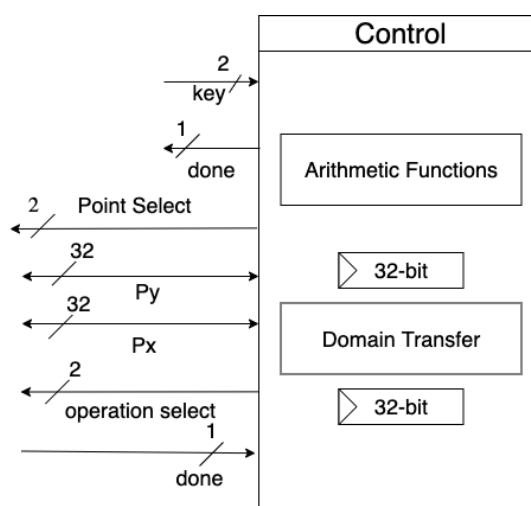 Control
2
key
1
done
Arithmetic Functions
2
Point Select
32
Py
32-bit
32
Px
Domain Transfer
2
operation select
32-bit
1
done